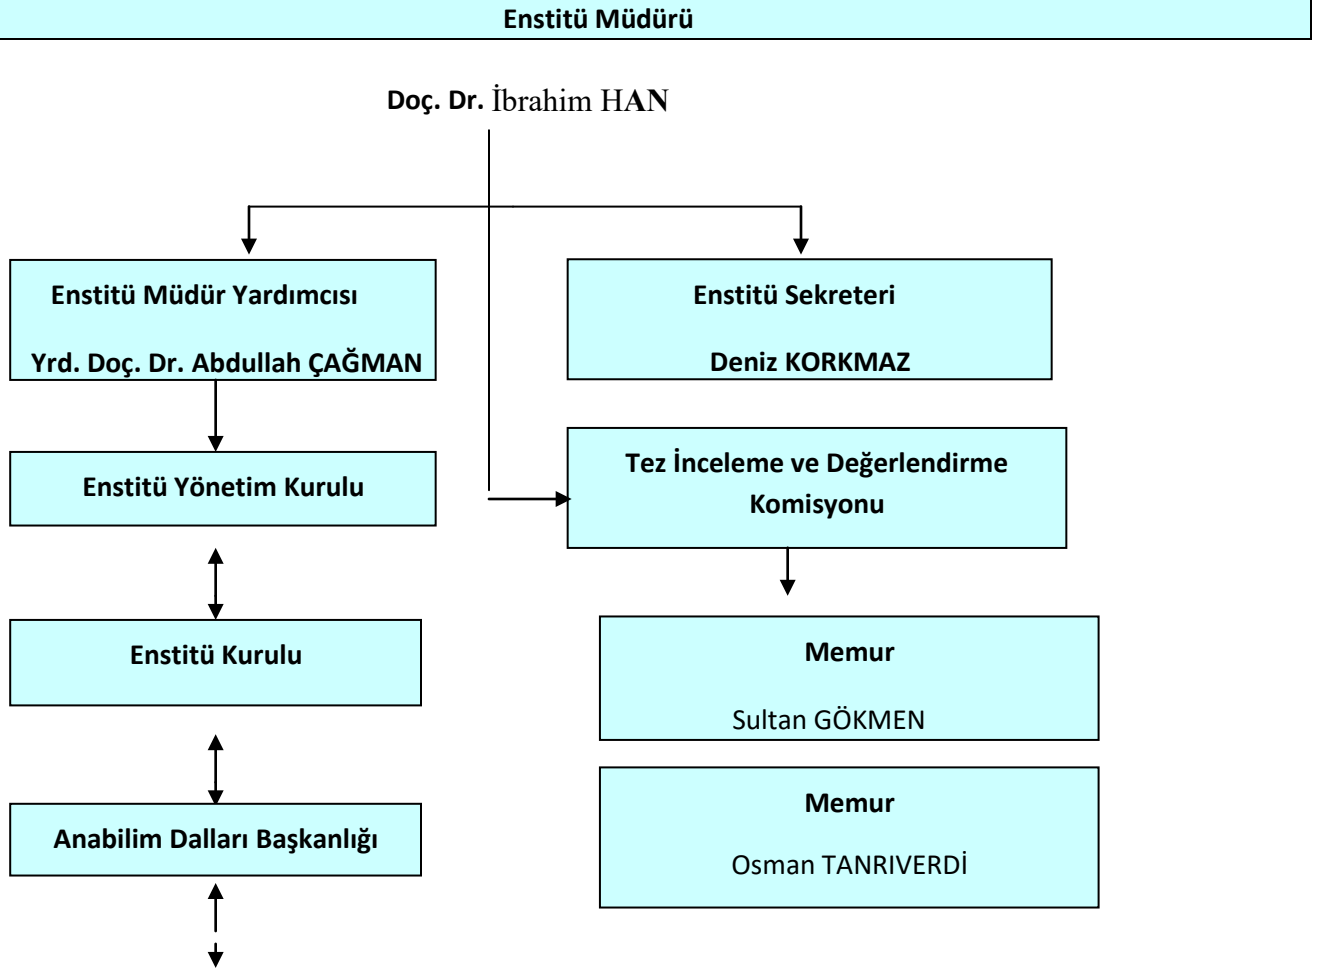 Enstitü Müdürü
Doç. Dr. İbrahim HAN
Enstitü Müdür Yardımcısı
Yrd. Doç. Dr. Abdullah ÇAĞMAN
Enstitü Sekreteri
Deniz KORKMAZ
Enstitü Yönetim Kurulu
Tez İnceleme ve Değerlendirme
Komisyonu
Enstitü Kurulu
Memur
Sultan GÖKMEN
Anabilim Dalları Başkanlığı
Memur
Osman TANRIVERDİ